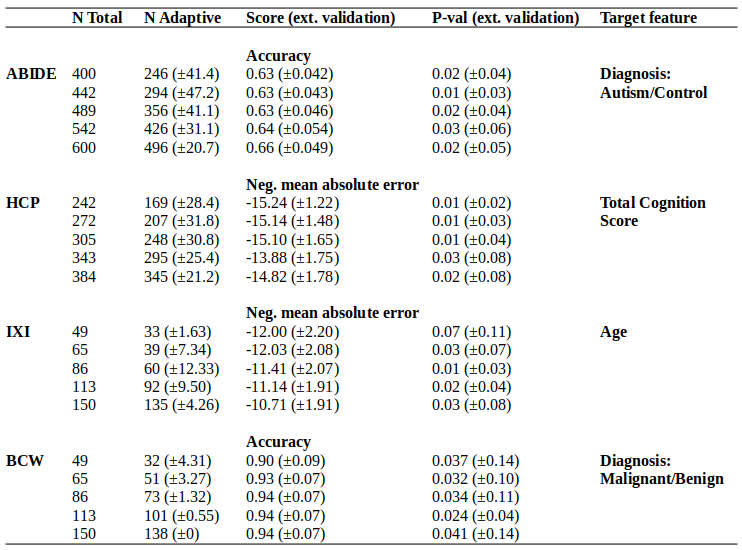 N Total N Adaptive Score (ext. validation) P-val (ext. validation) Target feature
Accuracy
ABIDE 400 246 (±41.4) 0.63 (±0.042) 0.02 (±0.04) Diagnosis:
442 294 (±47.2) 0.63 (±0.043) 0.01 (±0.03) Autism/Control
489 356 (±41.1) 0.63 (±0.046) 0.02 (±0.04)
542 426 (±31.1) 0.64 (±0.054) 0.03 (±0.06)
600 496 (±20.7) 0.66 (±0.049) 0.02 (±0.05)
Neg. mean absolute error
HCP 242 169 (±28.4) -15.24 (±1.22) 0.01 (±0.02) Total Cognition
272 207 (±31.8) -15.14 (±1.48) 0.01 (±0.03) Score
305 248 (±30.8) -15.10 (±1.65) 0.01 (±0.04)
343 295 (±25.4) -13.88 (±1.75) 0.03 (±0.08)
384 345 (±21.2) -14.82 (±1.78) 0.02 (±0.08)
Neg. mean absolute error
IXI 49 33 (±1.63) -12.00 (±2.20) 0.07 (±0.11) Age
65 39 (±7.34) -12.03 (±2.08) 0.03 (±0.07)
86 60 (±12.33) -11.41 (±2.07) 0.01 (±0.03)
113 92 (±9.50) -11.14 (±1.91) 0.02 (±0.04)
150 135 (±4.26) -10.71 (±1.91) 0.03 (±0.08)
Accuracy
BCW 49 32 (±4.31) 0.90 (±0.09) 0.037 (±0.14) Diagnosis:
65 51 (±3.27) 0.93 (±0.07) 0.032 (±0.10) Malignant/Benign
86 73 (±1.32) 0.94 (±0.07) 0.034 (±0.11)
113 101 (±0.55) 0.94 (±0.07) 0.024 (±0.04)
150 138 (±0) 0.94 (±0.07) 0.041 (±0.14)